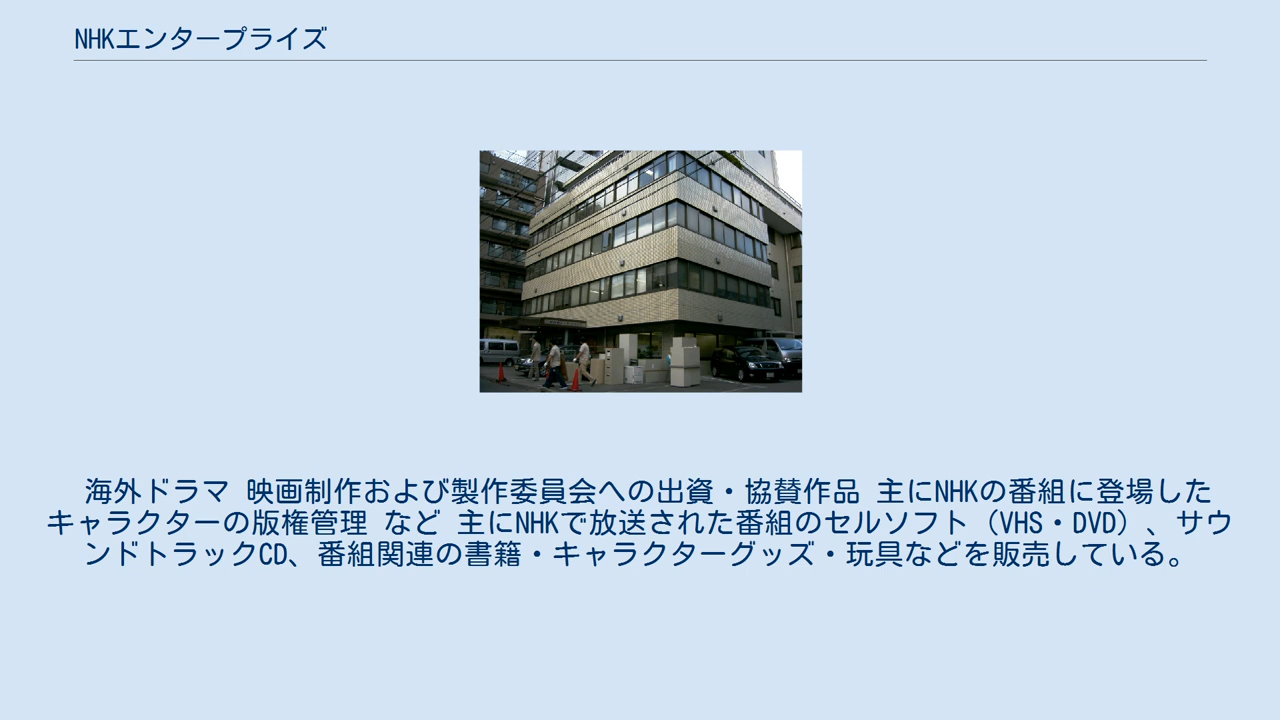 NHKエンタープライズ
海外ドラマ 映画制作および製作委員会への出資・協賛作品 主にNHKの番組に登場した
キャラクターの版権管理 など 主にNHKで放送された番組のセルソフト（VHS・DVD）、サウ
ンドトラックCD、番組関連の書籍・キャラクターグッズ・玩具などを販売している。